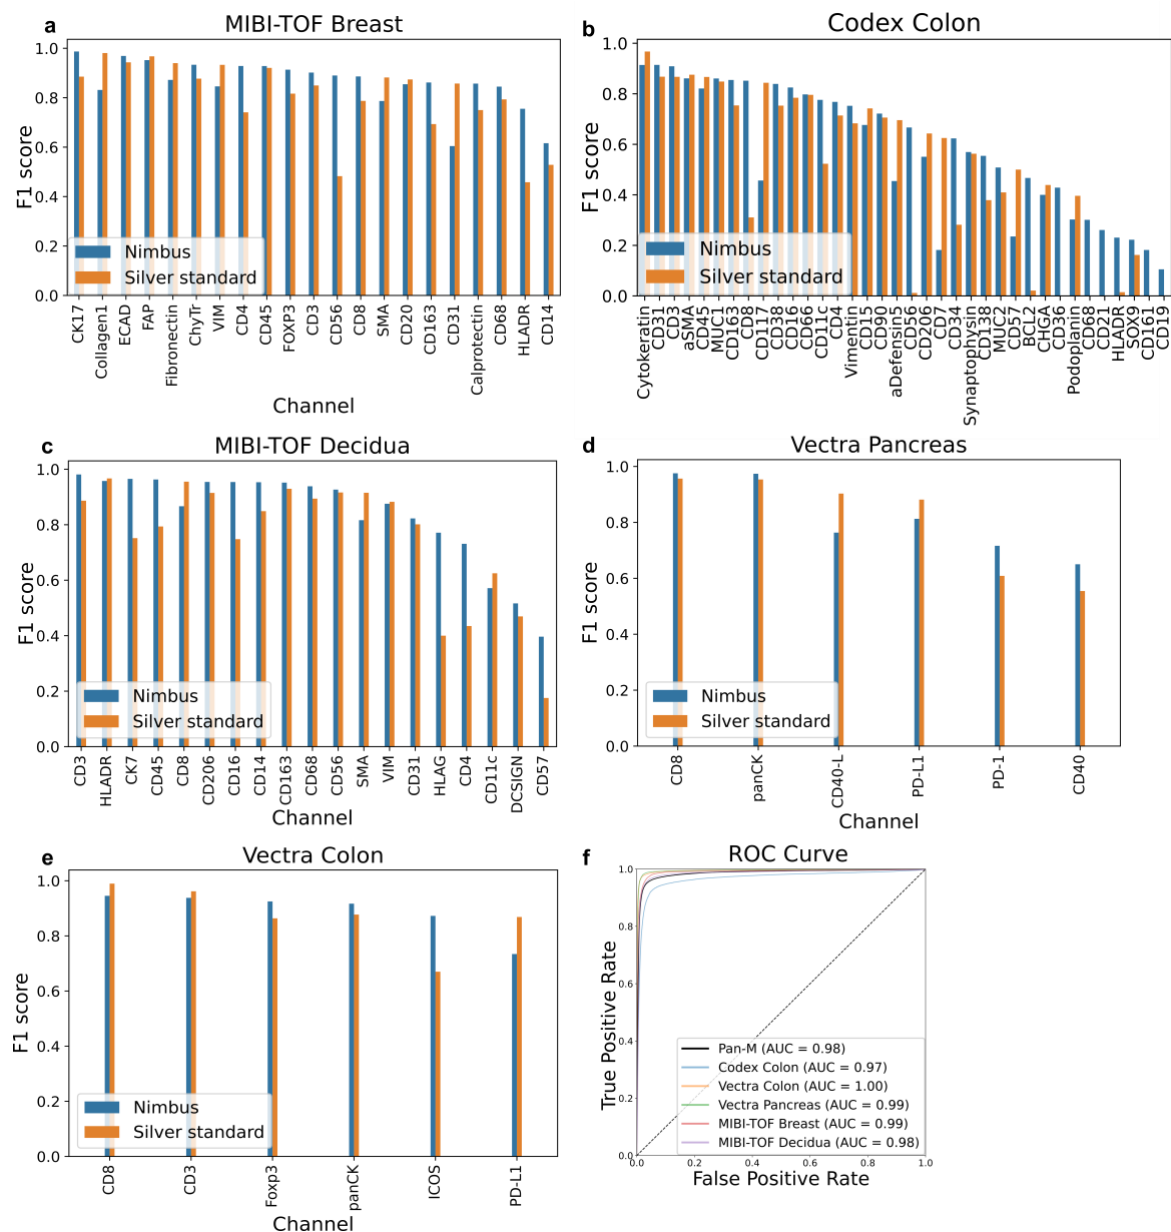 a
MIBI-TOF Breast
F1 score
1.0
0.8
0.6
0.4
0.2
0.0
Nimbus
Silver standard
CK17
Collagen1
ECAD
FAP
Fibronectin
ChyTr
VIM
CD4
CD45
FOXP3
CD3
CD56
CD8
SMA
CD20
CD163
CD31
Calprotectin
CD68
HLADR
CD14
Channel
b
Codex Colon
F1 score
1.0
0.8
0.6
0.4
0.2
0.0
Nimbus
Silver standard
Cytokeratin
CD31
CD3
aSMA
CD45
MUC1
CD163
CD8
CD117
CD38
CD16
CD66
CD11c
CD4
Vimentin
CD15
CD90
aDefensin5
CD56
CD206
CD7
CD34
Synaptophysin
CD138
MUC2
CD57
BCL2
CHGA
CD36
Podoplanin
CD68
CD21
HLADR
SOX9
CD161
CD19
c
MIBI-TOF Decidua
F1 score
1.0
0.8
0.6
0.4
0.2
0.0
Nimbus
Silver standard
CD3
HLADR
CK7
CD45
CD8
CD206
CD16
CD14
CD163
CD68
CD56
SMA
VIM
CD31
HLAG
CD4
CD11c
DCSIGN
CD57
Channel
d
Vectra Pancreas
F1 score
1.0
0.8
0.6
0.4
0.2
0.0
Nimbus
Silver standard
CD8
panCK
CD40-L
PD-L1
PD-1
CD40
Channel
e
Vectra Colon
F1 score
1.0
0.8
0.6
0.4
0.2
0.0
Nimbus
Silver standard
CD8
CD3
Foxp3
panCK
ICOS
PD-L1
Channel
f
ROC Curve
True Positive Rate
1.0
0.8
0.6
0.4
0.2
0.0
Pan-M (AUC = 0.98)
Codex Colon (AUC = 0.97)
Vectra Colon (AUC = 1.00)
Vectra Pancreas (AUC = 0.99)
MIBI-TOF Breast (AUC = 0.99)
MIBI-TOF Decidua (AUC = 0.98)
0.0 0.2 0.4 0.6 0.8 1.0
False Positive Rate